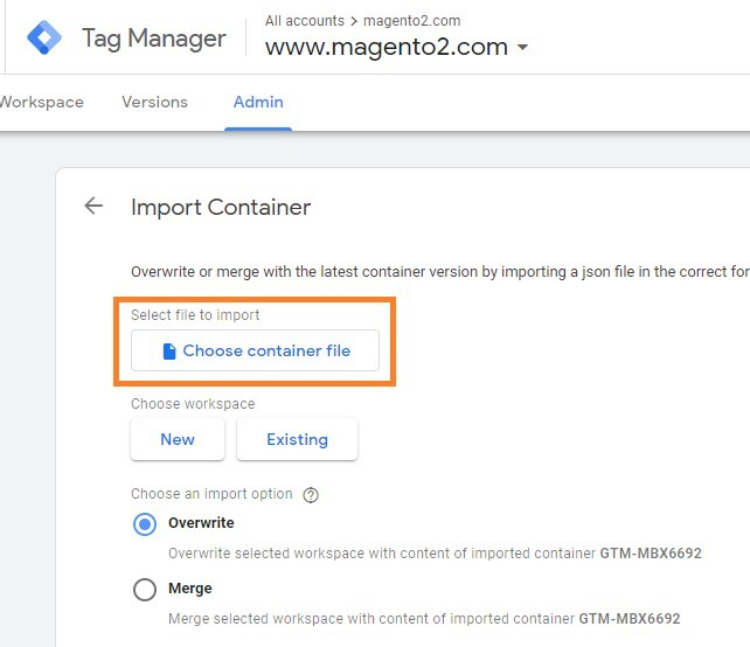 Tag Manager
All accounts > magento2.com
www.magento2.com
Workspace Versions Admin
Import Container
Overwrite or merge with the latest container version by importing a json file in the correct for
Select file to import
Choose container file
Choose workspace
New Existing
Choose an import option
Overwrite
Overwrite selected workspace with content of imported container GTM-MBX6692
Merge
Merge selected workspace with content of imported container GTM-MBX6692